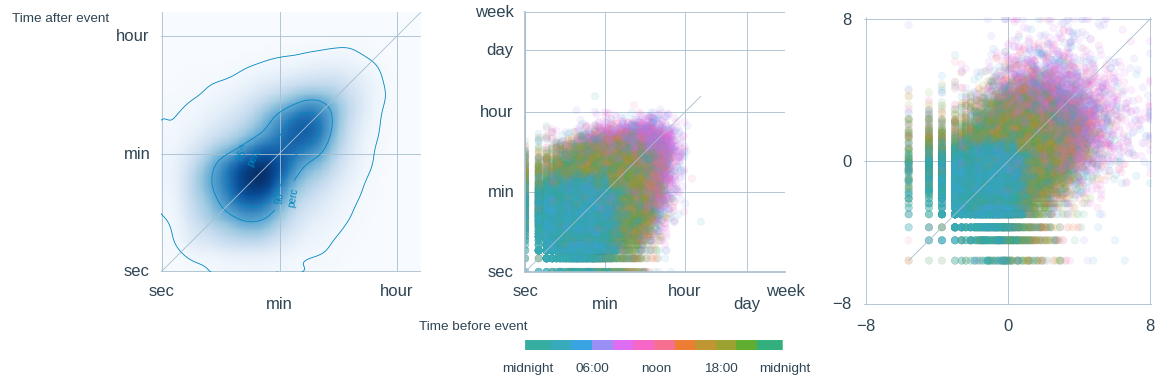 Time after event
hour
min
sec
sec
min
hour
perc
week
day
hour
min
sec
sec
min
hour
day
week
Time before event
midnight
06:00
noon
18:00
midnight
8
0
−8
−8
0
8